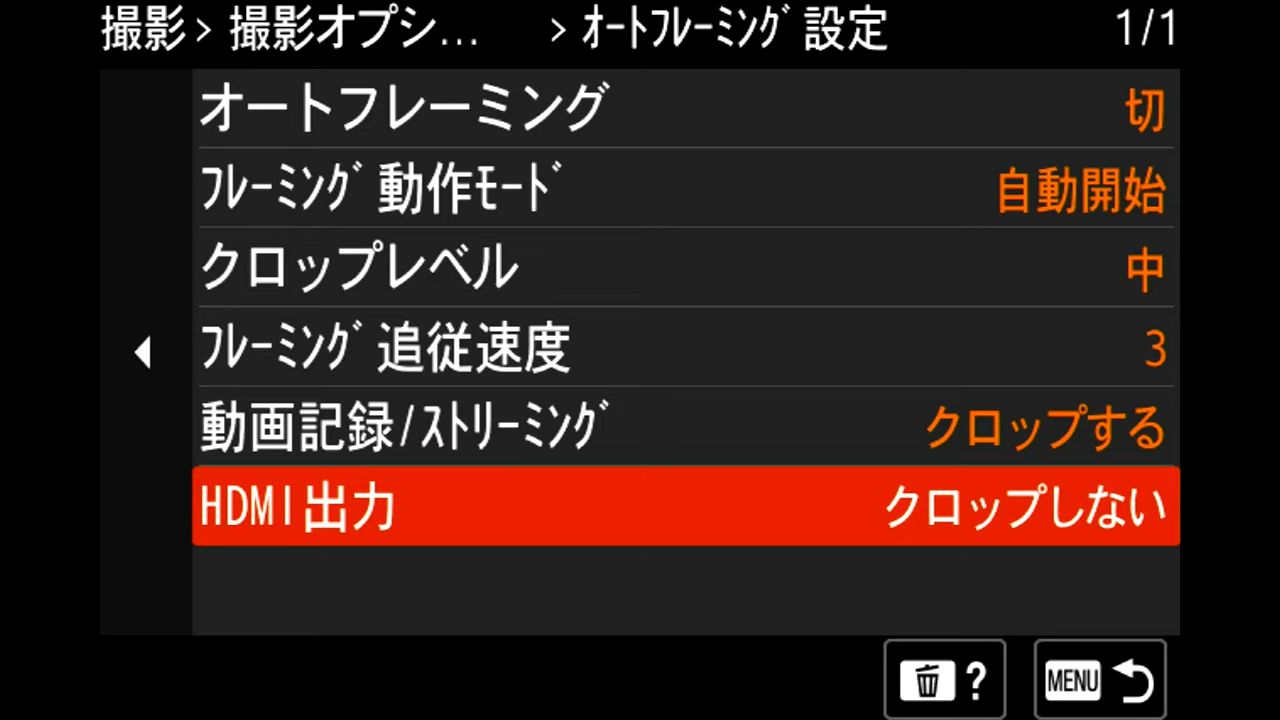 撮影> 撮影オプシ... > ｵｰﾄﾌﾚｰﾐﾝｸﾞ設定 1/1
オートフレーミング 切
ﾌﾚｰﾐﾝｸﾞ動作ﾓｰﾄﾞ 自動開始
クロップレベル 中
ﾌﾚｰﾐﾝｸﾞ追従速度 3
動画記録/ｽﾄﾘｰﾐﾝｸﾞ クロップする
HDMI出力 クロップしない
? MENU